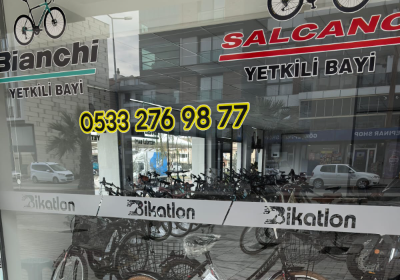 Bianchi
YETKİLİ BAYİ
SALCANO
YETKİLİ BAYİ
0533 276 98 77
Bikatlon
Bikatlon
Bikatlon